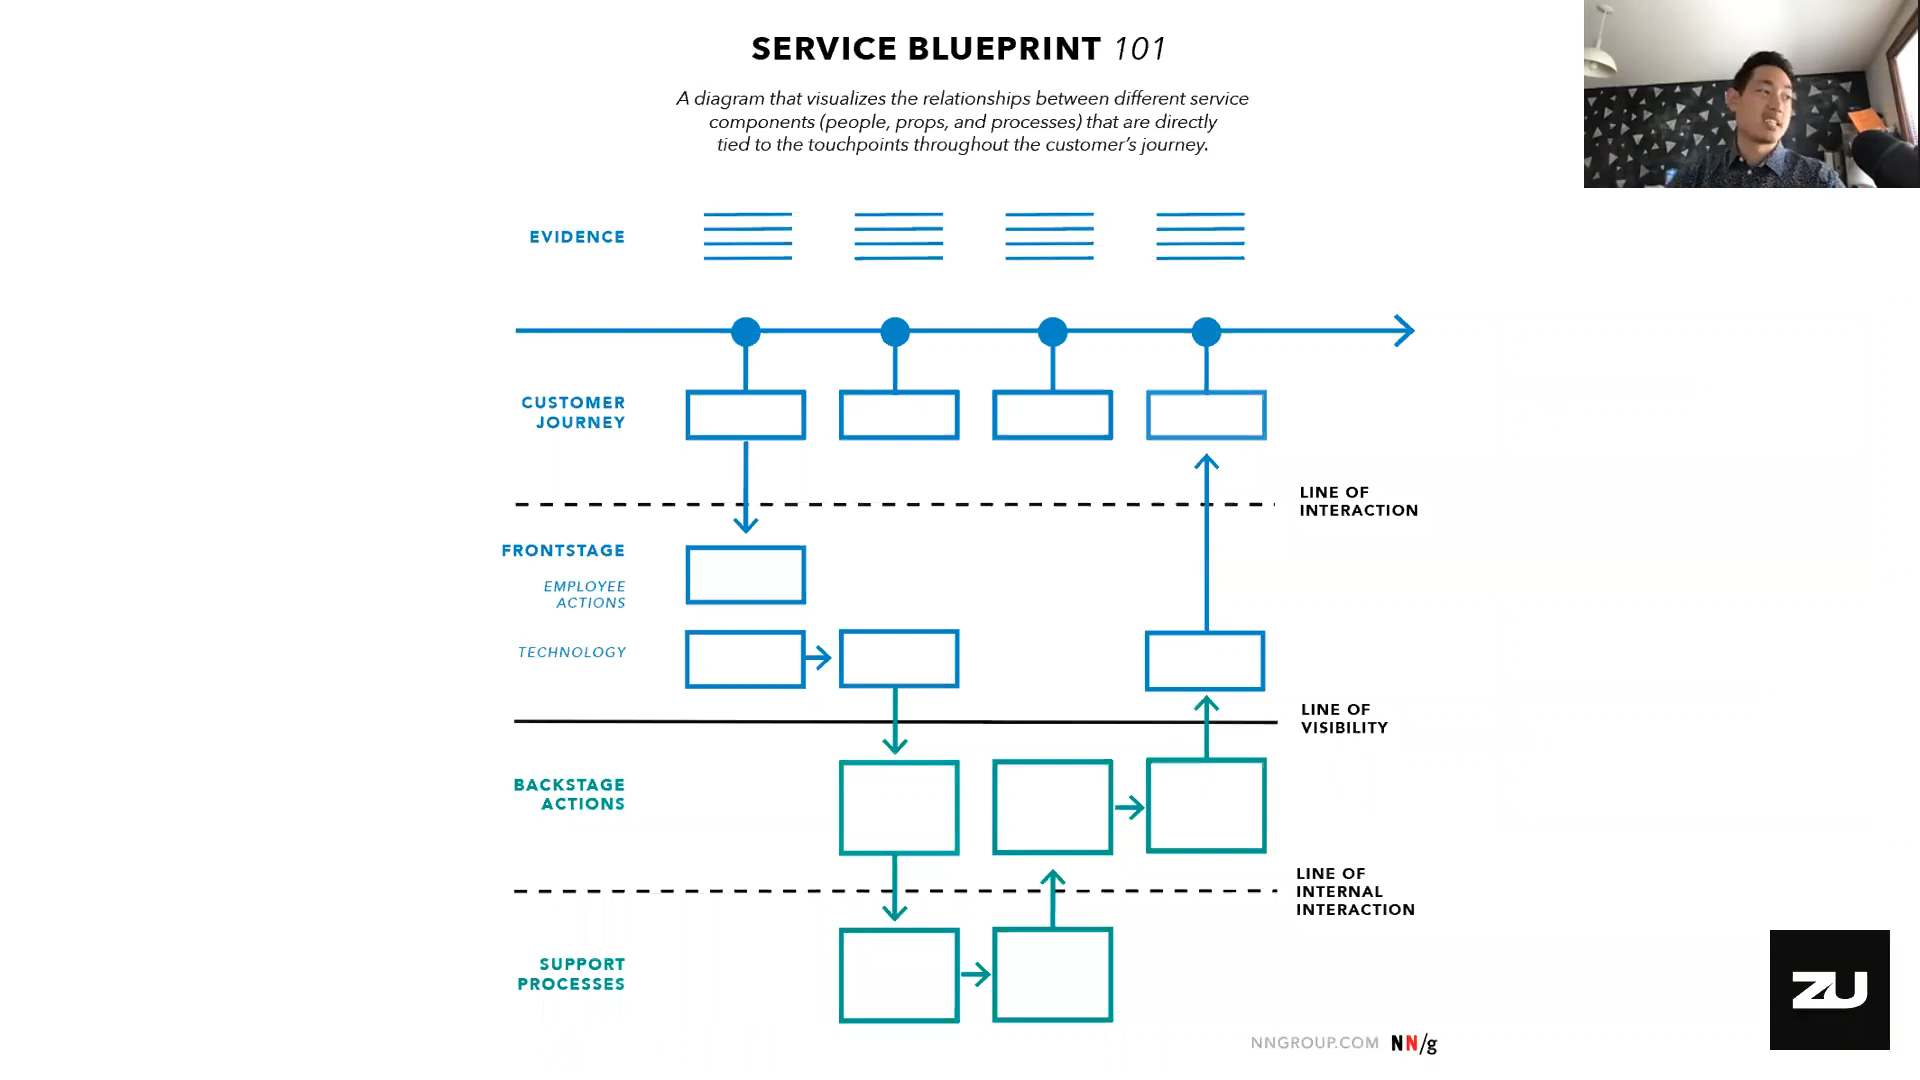 SERVICE BLUEPRINT 101
A diagram that visualizes the relationships between different service
components (people, props, and processes) that are directly
tied to the touchpoints throughout the customer's journey.
EVIDENCE
CUSTOMER
JOURNEY
LINE OF
INTERACTION
FRONTSTAGE
EMPLOYEE
ACTIONS
TECHNOLOGY
LINE OF
VISIBILITY
BACKSTAGE
ACTIONS
LINE OF
INTERNAL
INTERACTION
SUPPORT
PROCESSES
NNGROUP.COM NN/g
ZU